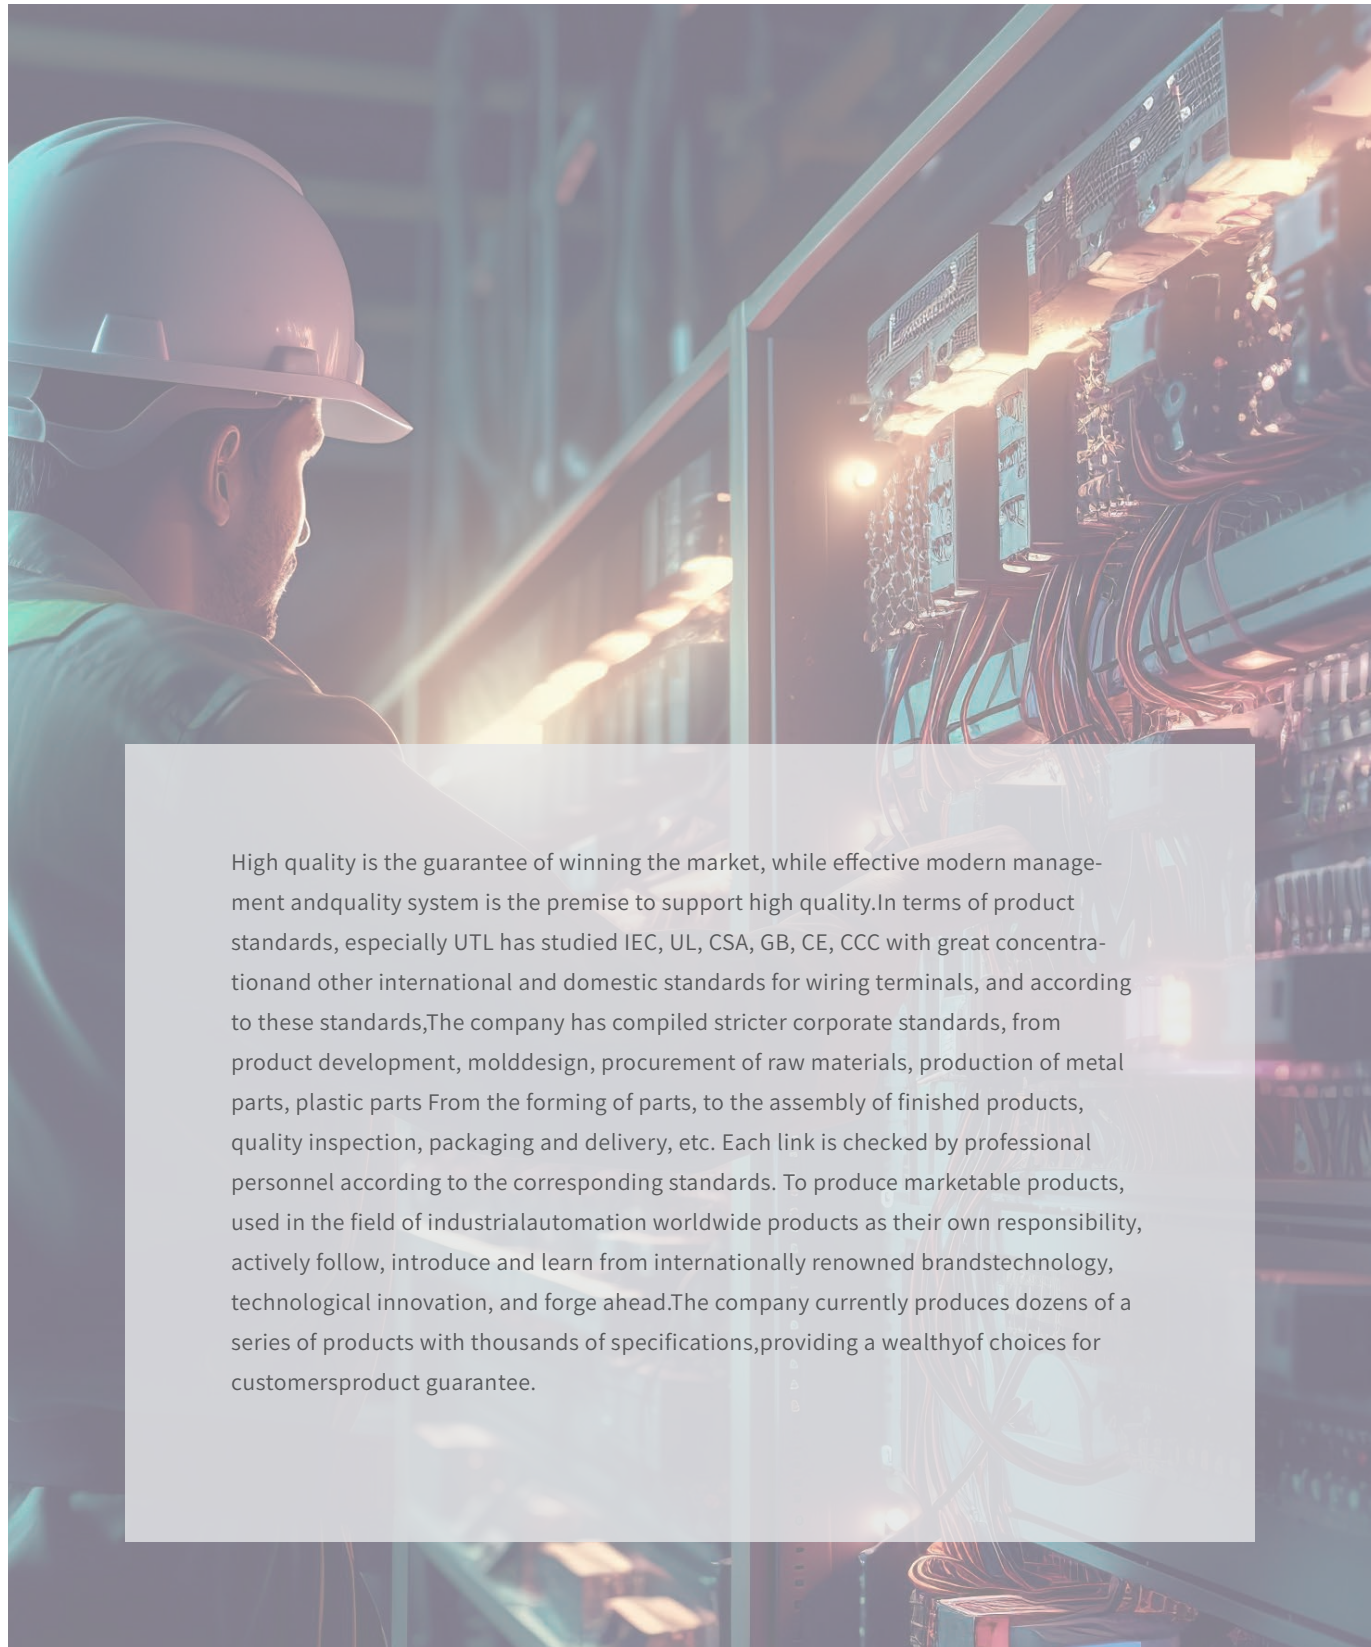 High quality is the guarantee of winning the market, while effective modern manage-
ment andquality system is the premise to support high quality.In terms of product
standards, especially UTL has studied IEC, UL, CSA, GB, CE, CCC with great concentra-
tionand other international and domestic standards for wiring terminals, and according
to these standards,The company has compiled stricter corporate standards, from
product development, molddesign, procurement of raw materials, production of metal
parts, plastic parts From the forming of parts, to the assembly of finished products,
quality inspection, packaging and delivery, etc. Each link is checked by professional
personnel according to the corresponding standards. To produce marketable products,
used in the field of industrialautomation worldwide products as their own responsibility,
actively follow, introduce and learn from internationally renowned brandstechnology,
technological innovation, and forge ahead.The company currently produces dozens of a
series of products with thousands of specifications,providing a wealthyof choices for
customersproduct guarantee.